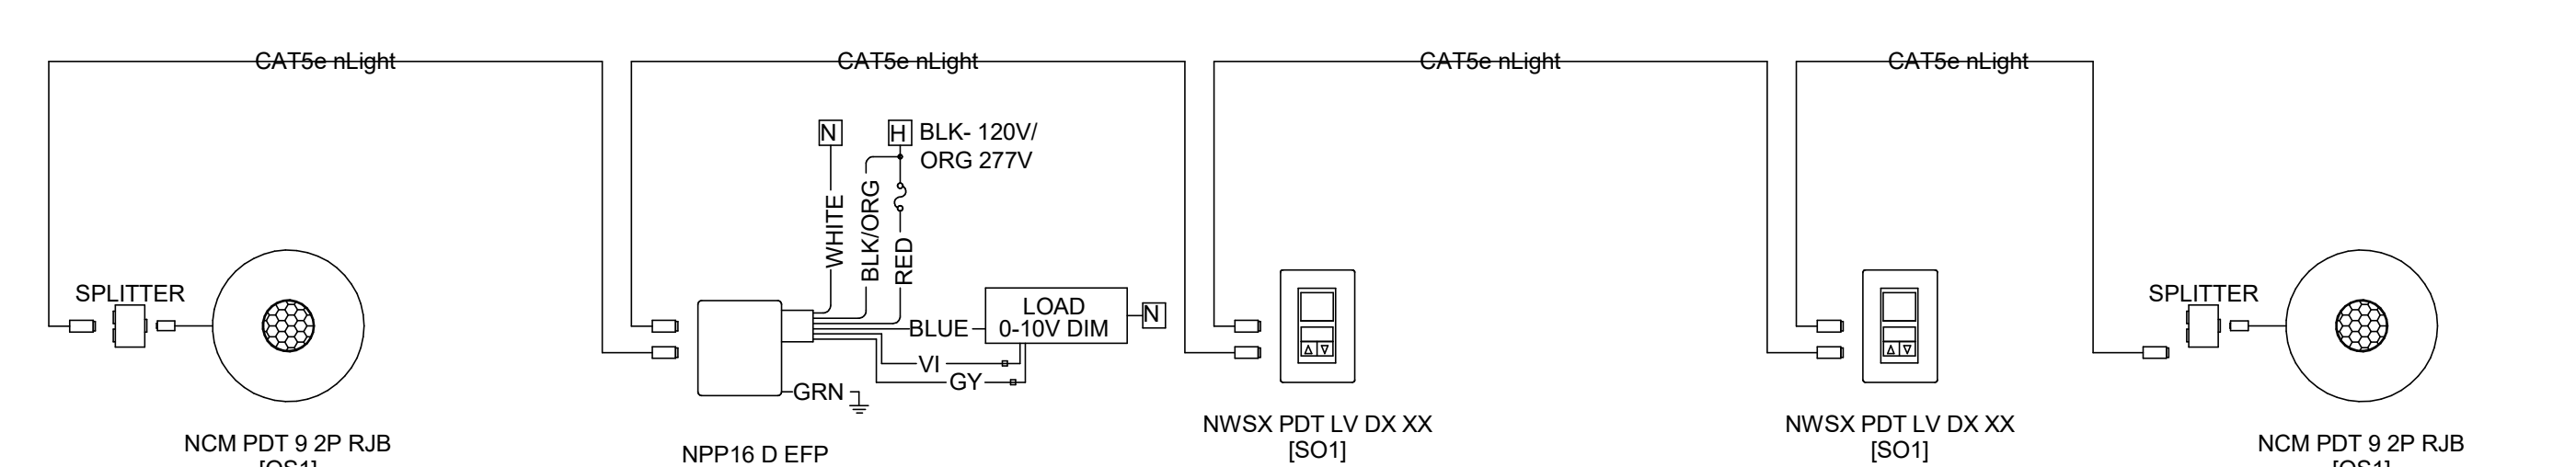 CAT5e nLight
CAT5e nLight
CAT5e nLight
CAT5e nLight
N
H
BLK- 120V/
ORG 277V
WHITE
BLK/ORG
RED
SPLITTER
LOAD
0-10V DIM
N
BLUE
VI
GY
GRN
SPLITTER
NCM PDT 9 2P RJB
[OS1]
NPP16 D EFP
NWSX PDT LV DX XX
[SO1]
NWSX PDT LV DX XX
[SO1]
NCM PDT 9 2P RJB
[OS1]